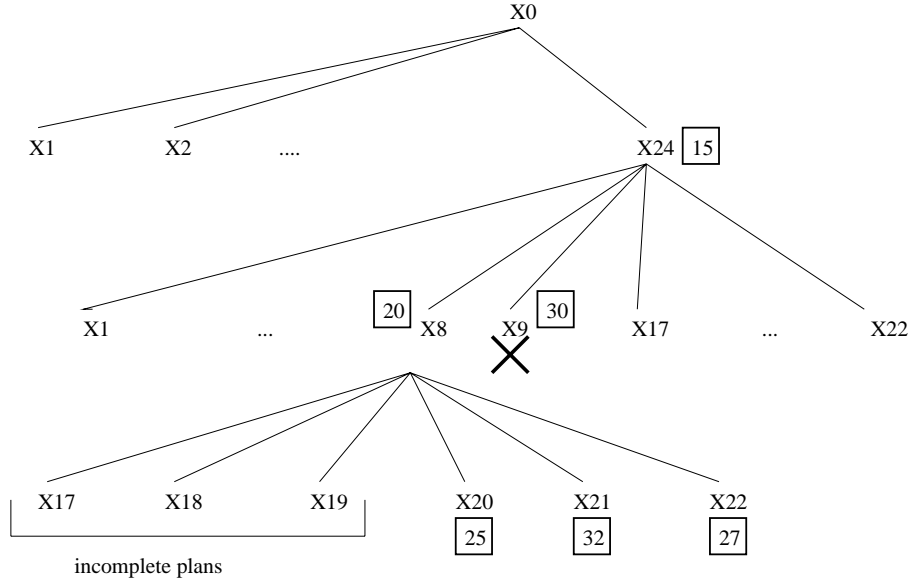 X0
X1 X2 .... X24 15
X1 ... 20 X8 X9 30 X17 ... X22
X17 X18 X19 X20 X21 X22
25 32 27
incomplete plans